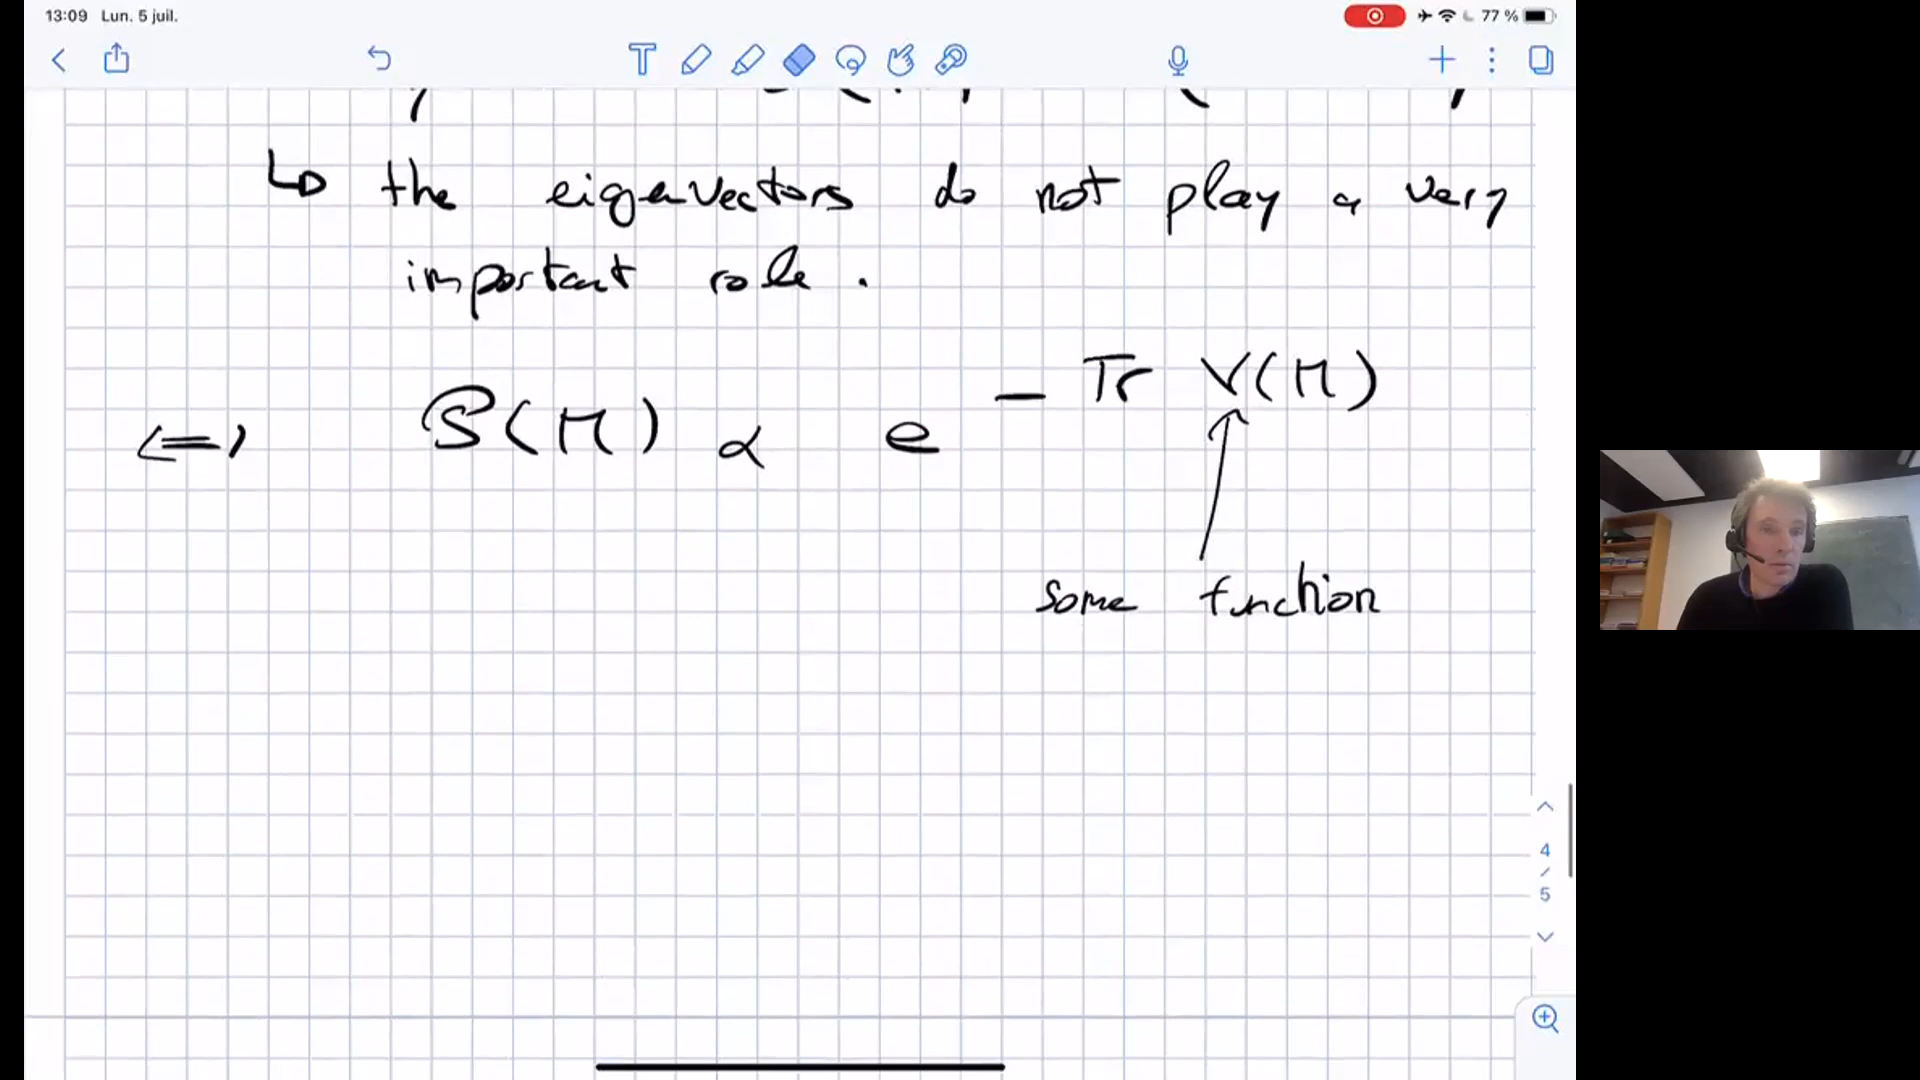 13:09 Lun. 5 juil. 77 %
↳ the eigenvectors do not play a very
important role.
⟺ P(M) ∝ e^{- Tr V(M)}
some function
4
/
5